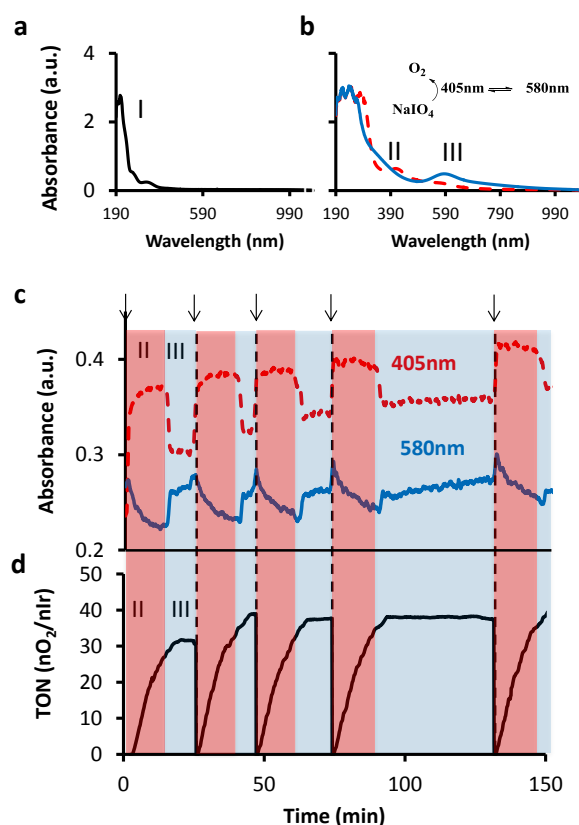 a
b
Absorbance (a.u.)
4
3
2
1
0
I
190
590
990
Wavelength (nm)
O2
405nm
580nm
NaIO4
II
III
190
390
590
790
990
Wavelength (nm)
c
Absorbance (a.u.)
0.4
0.3
0.2
II
III
405nm
580nm
d
TON (nO2/nIr)
50
40
30
20
10
0
II
III
0
50
100
150
Time (min)